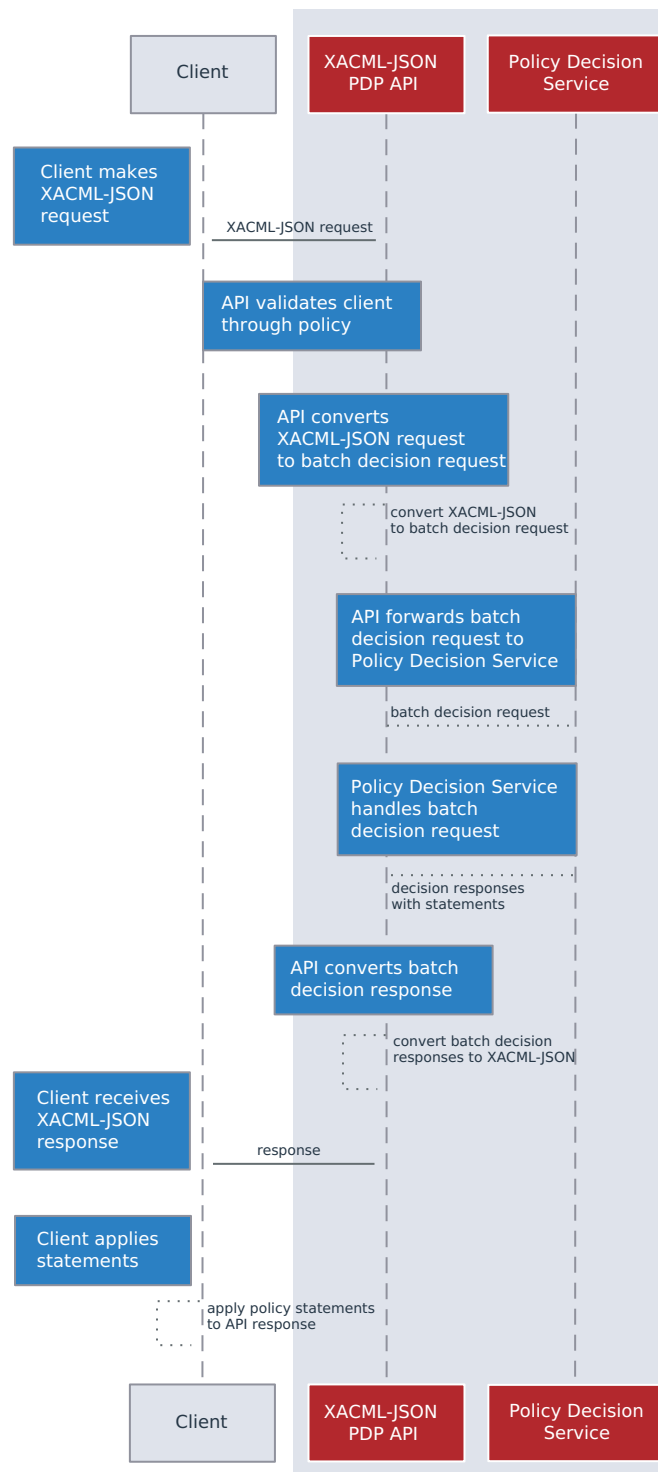 Client
XACML-JSON
PDP API
Policy Decision
Service
Client makes
XACML-JSON
request
XACML-JSON request
API validates client
through policy
API converts
XACML-JSON request
to batch decision request
convert XACML-JSON
to batch decision request
API forwards batch
decision request to
Policy Decision Service
batch decision request
Policy Decision Service
handles batch
decision request
decision responses
with statements
API converts batch
decision response
convert batch decision
responses to XACML-JSON
Client receives
XACML-JSON
response
response
Client applies
statements
apply policy statements
to API response
Client
XACML-JSON
PDP API
Policy Decision
Service